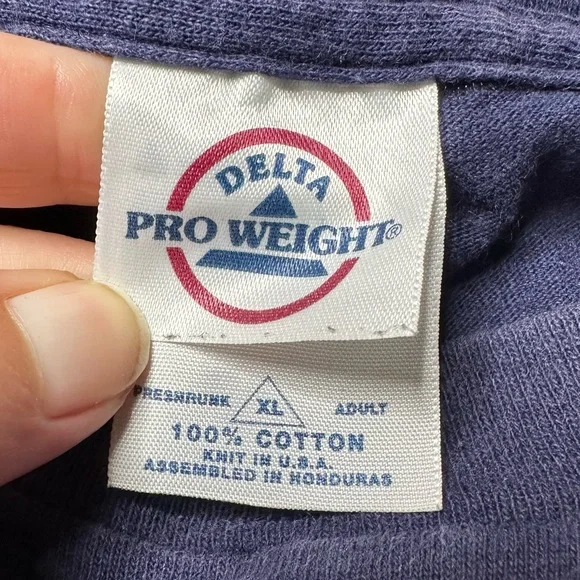 DELTA
PRO WEIGHT®
PRESHRUNK XL ADULT
100% COTTON
KNIT IN U.S.A.
ASSEMBLED IN HONDURAS